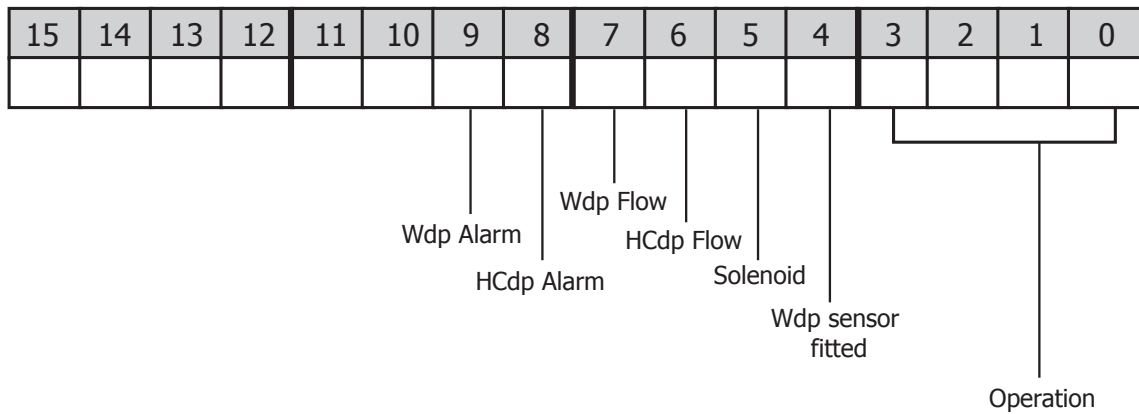 15 14 13 12 11 10 9 8 7 6 5 4 3 2 1 0
Wdp Flow
Wdp Alarm
HCdp Flow
HCdp Alarm
Solenoid
Wdp sensor
fitted
Operation